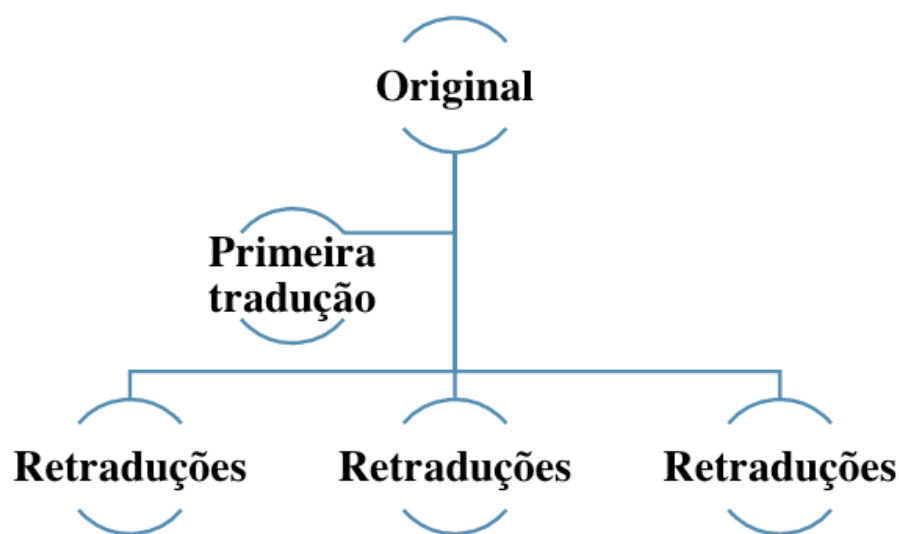 Original
Primeira
tradução
Retraduções
Retraduções
Retraduções